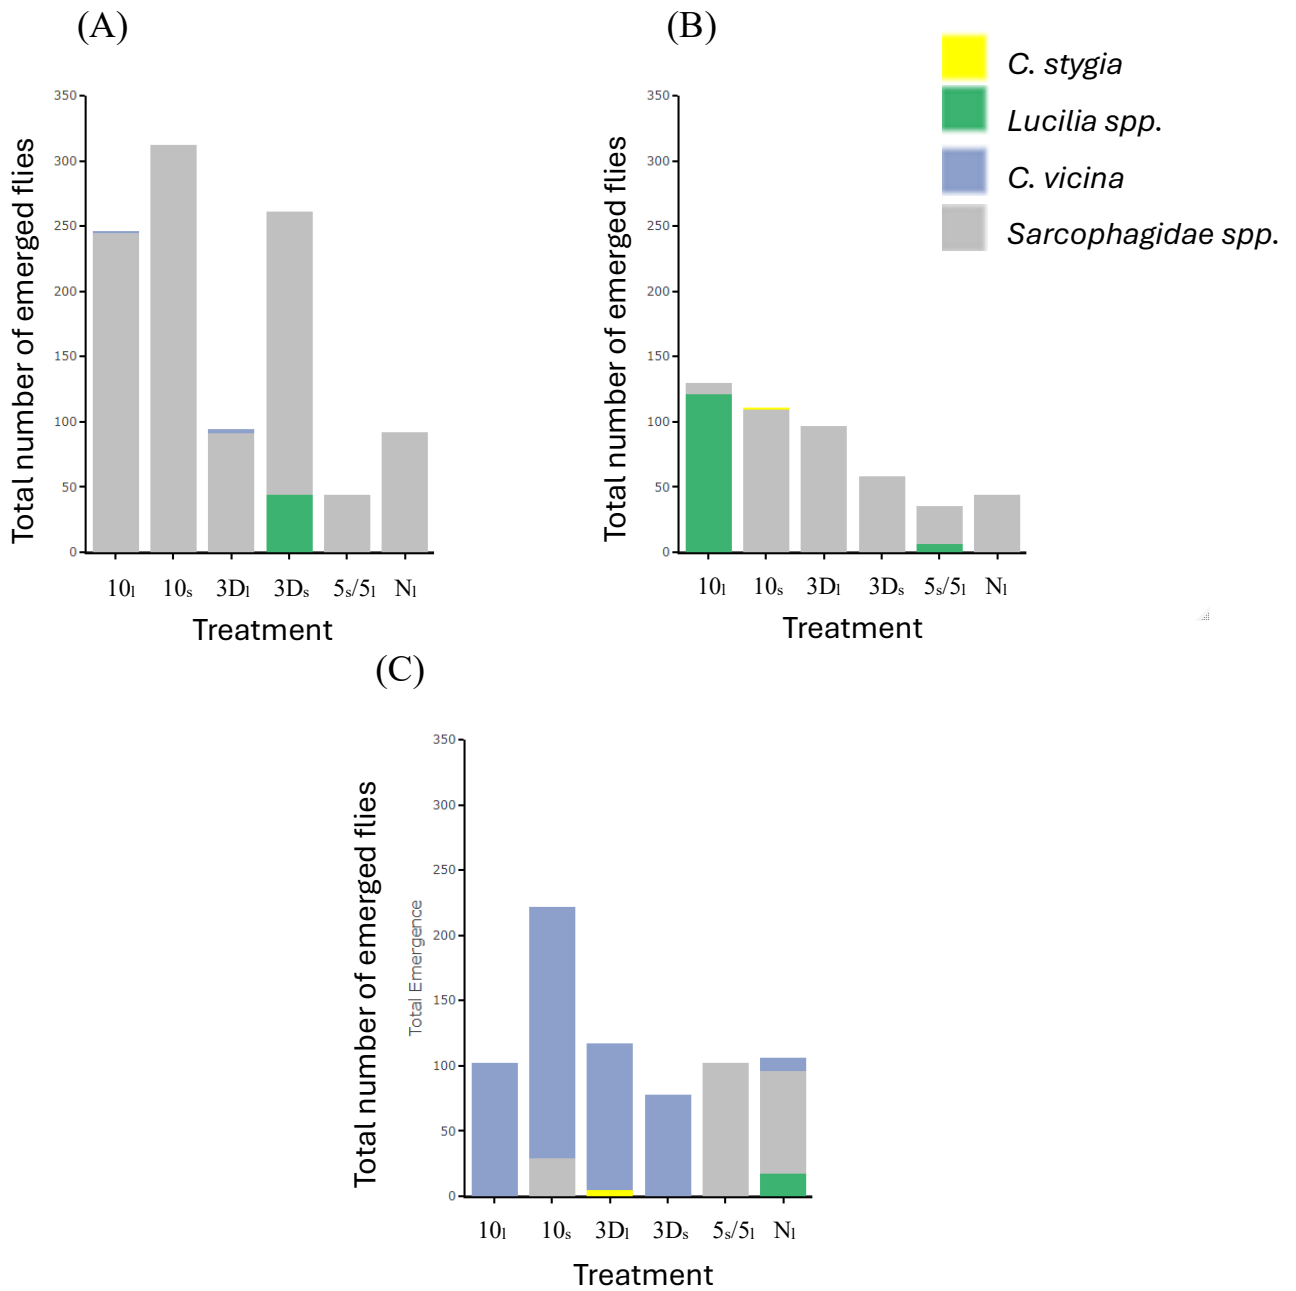 (A)
Total number of emerged flies
350
300
250
200
150
100
50
0
10l 10s 3Dl 3Ds 5s/5l Nl
Treatment
(B)
Total number of emerged flies
350
300
250
200
150
100
50
0
10l 10s 3Dl 3Ds 5s/5l Nl
Treatment
C. stygia
Lucilia spp.
C. vicina
Sarcophagidae spp.
(C)
Total number of emerged flies
Total Emergence
350
300
250
200
150
100
50
0
10l 10s 3Dl 3Ds 5s/5l Nl
Treatment